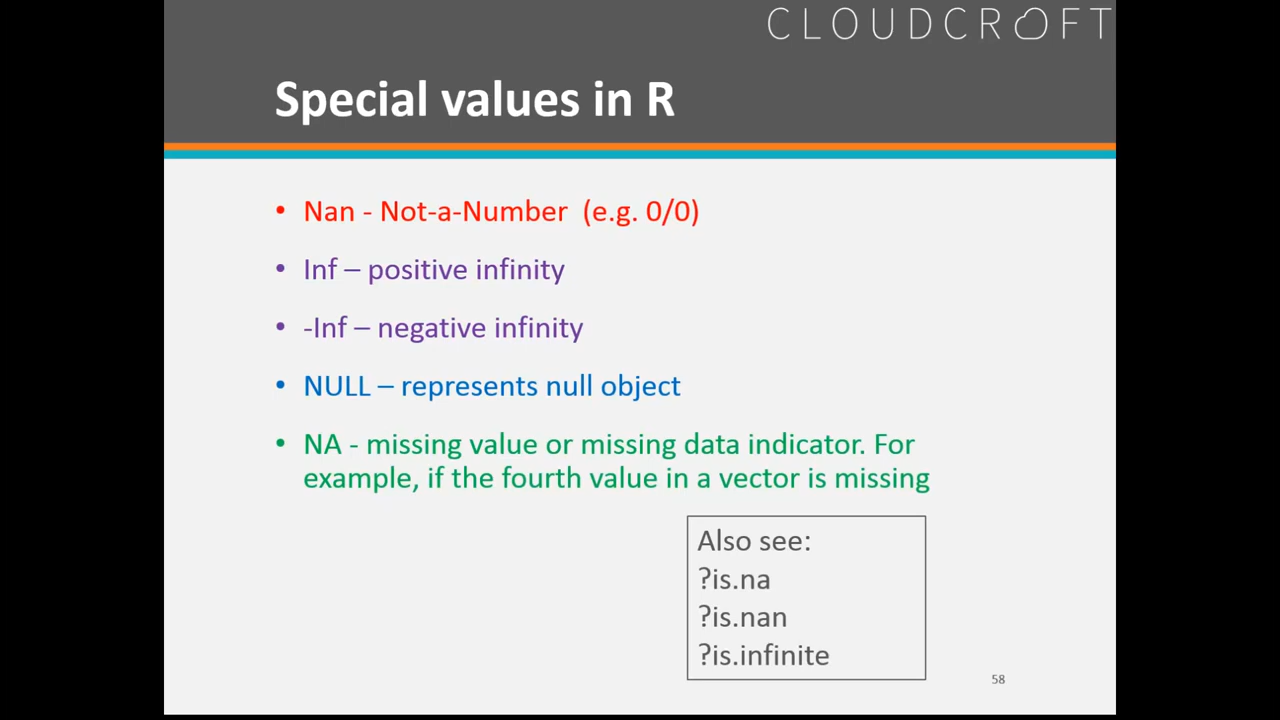 CLOUDCROFT
Special values in R
• Nan - Not-a-Number (e.g. 0/0)
• Inf – positive infinity
• -Inf – negative infinity
• NULL – represents null object
• NA - missing value or missing data indicator. For
example, if the fourth value in a vector is missing
Also see:
?is.na
?is.nan
?is.infinite
58